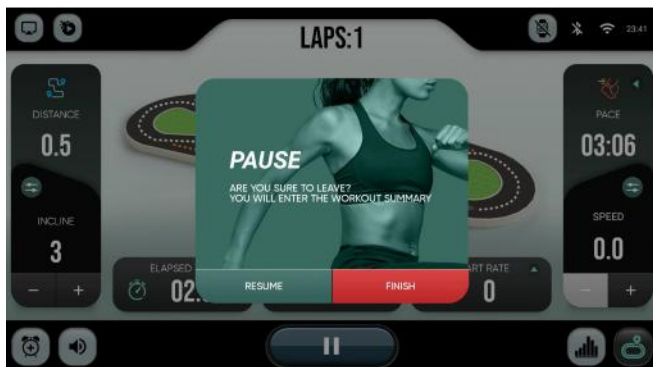 LAPS:1
23:41
DISTANCE
0.5
INCLINE
3
- +
PACE
03:06
SPEED
0.0
- +
PAUSE
ARE YOU SURE TO LEAVE?
YOU WILL ENTER THE WORKOUT SUMMARY
RESUME
FINISH
ELAPSED
02.
ART RATE
0